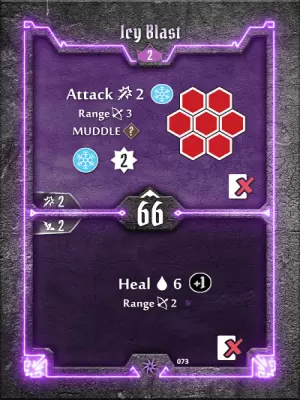 Icy Blast
2
Attack 2
Range 3
MUDDLE ?
2
2
66
2
Heal 6 +1
Range 2
073